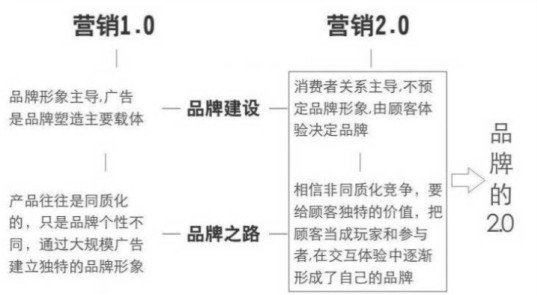 营销1.0
营销2.0
品牌形象主导,广告
是品牌塑造主要载体
品牌建设
消费者关系主导,不预
定品牌形象,由顾客体
验决定品牌
产品往往是同质化
的，只是品牌个性不
同，通过大规模广告
建立独特的品牌形象
品牌之路
相信非同质化竞争，要
给顾客独特的价值，把
顾客当成玩家和参与
者,在交互体验中逐渐
形成了自己的品牌
品
牌
的
2.0